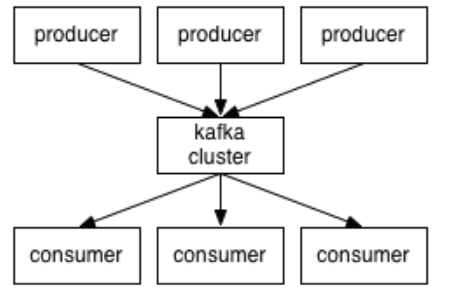 producer
producer
producer
kafka
cluster
consumer
consumer
consumer